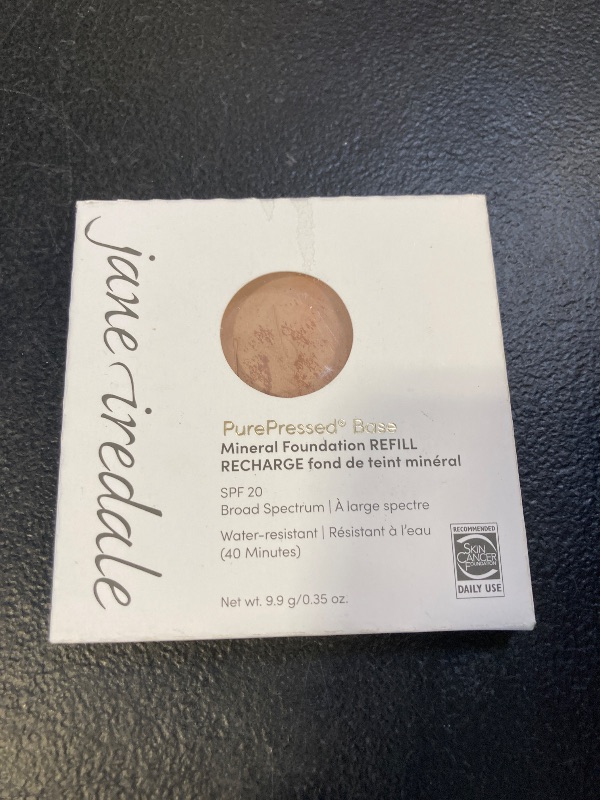 jane iredale
PurePressed® Base
Mineral Foundation REFILL
RECHARGE fond de teint minéral
SPF 20
Broad Spectrum | À large spectre
Water-resistant | Résistant à l'eau
(40 Minutes)
Net wt. 9.9 g/0.35 oz.
RECOMMENDED
SKIN
CANCER
FOUNDATION
DAILY USE